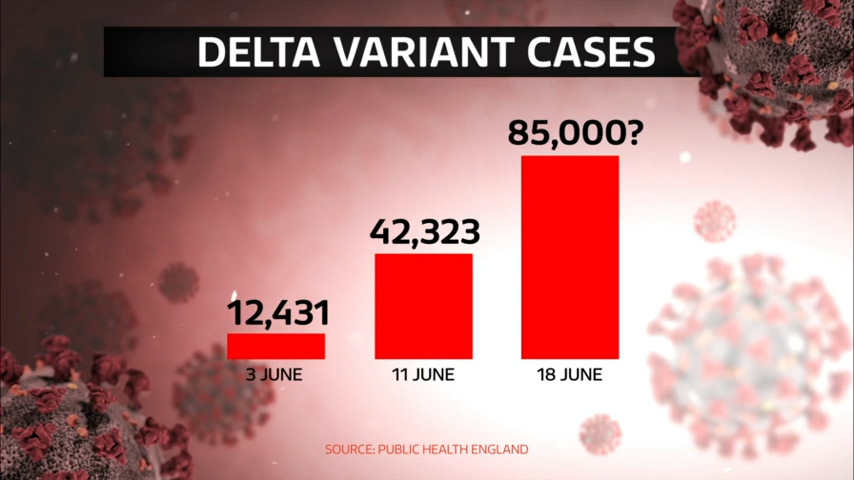 DELTA VARIANT CASES
85,000?
42,323
12,431
3 JUNE
11 JUNE
18 JUNE
SOURCE: PUBLIC HEALTH ENGLAND